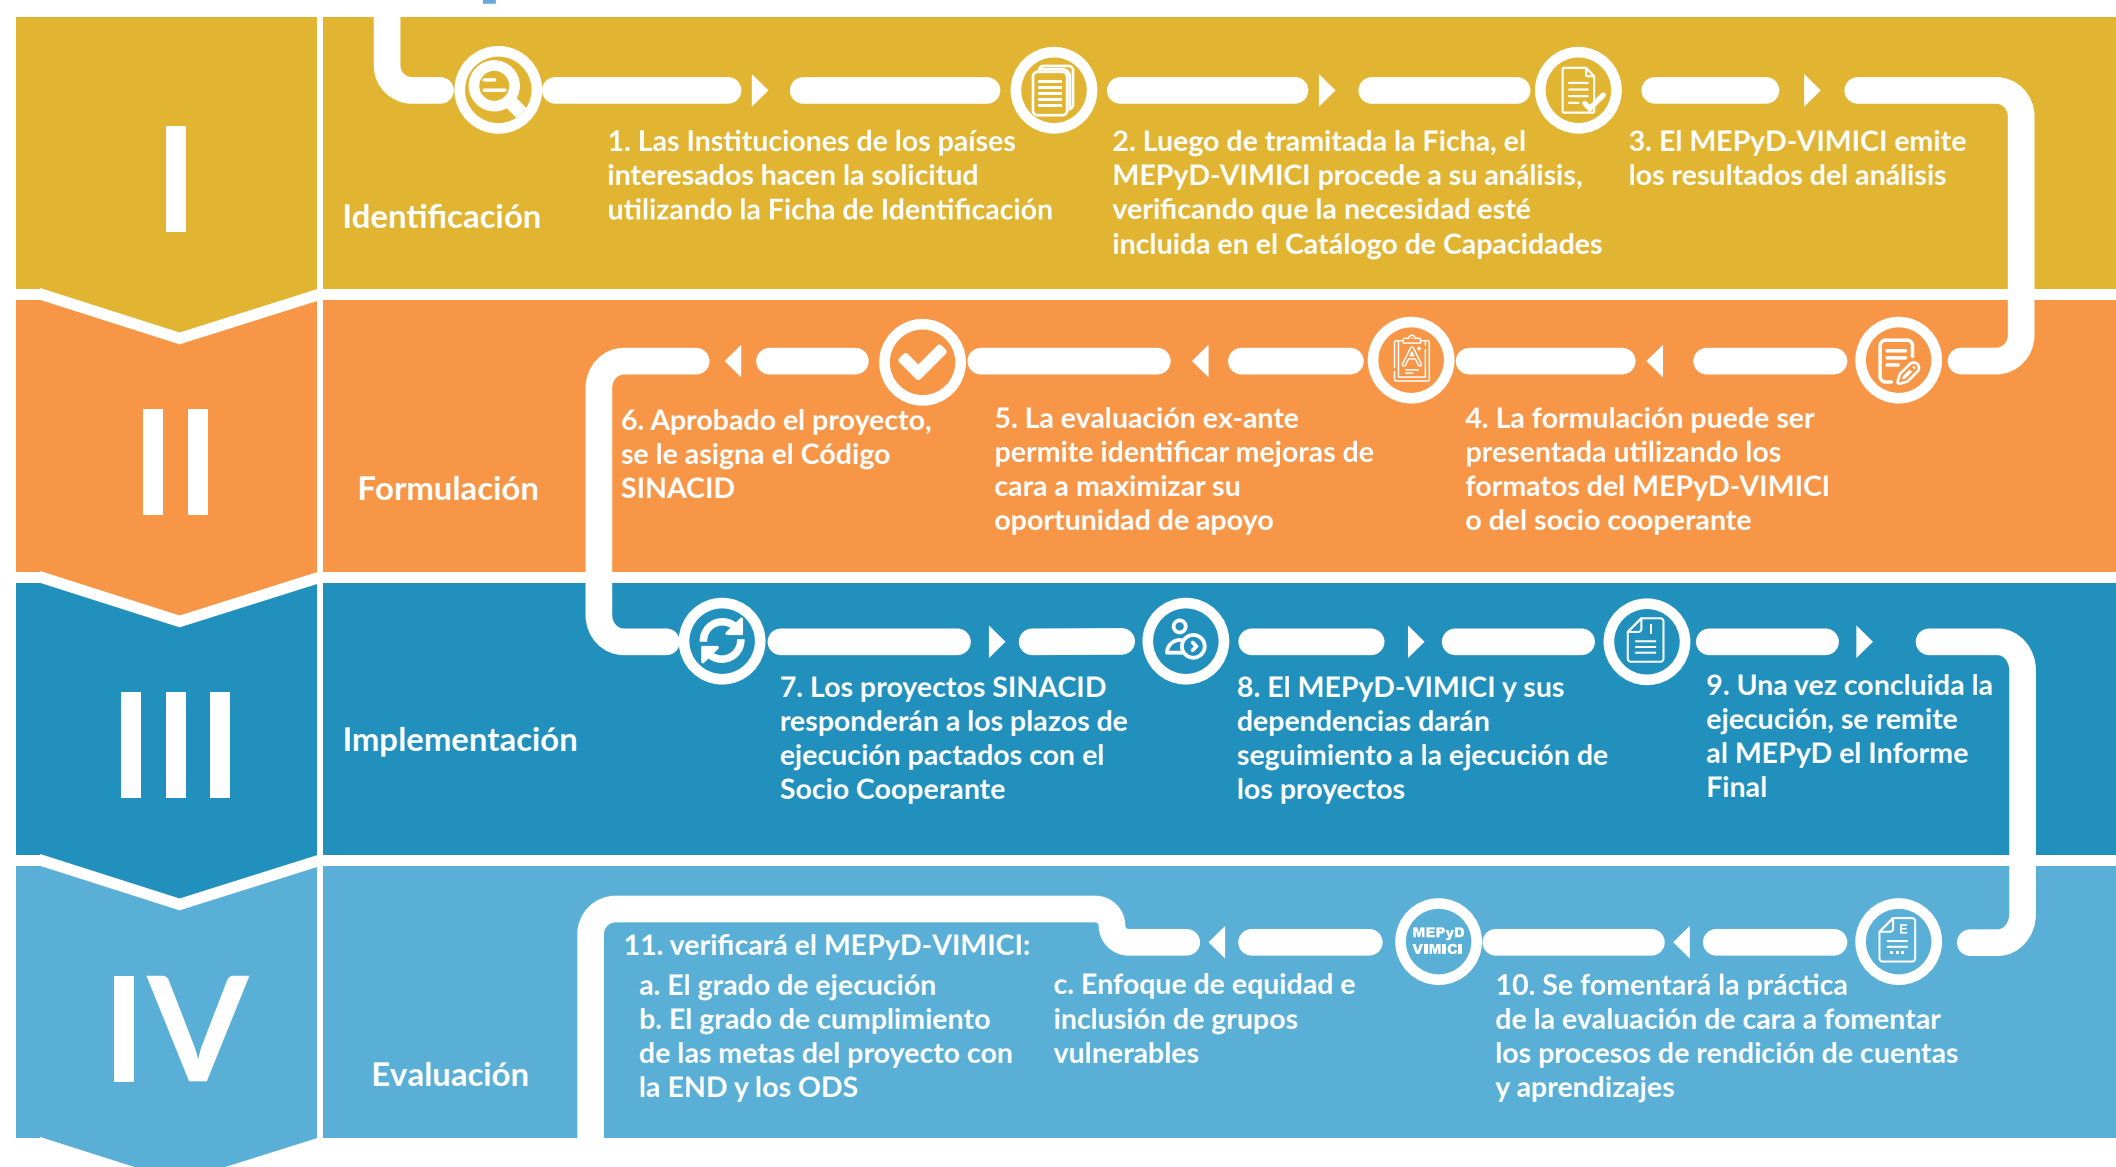 I
Identificación
1. Las Instituciones de los países
interesados hacen la solicitud
utilizando la Ficha de Identificación
2. Luego de tramitada la Ficha, el
MEPyD-VIMICI procede a su análisis,
verificando que la necesidad esté
incluida en el Catálogo de Capacidades
3. El MEPyD-VIMICI emite
los resultados del análisis
II
Formulación
4. La formulación puede ser
presentada utilizando los
formatos del MEPyD-VIMICI
o del socio cooperante
5. La evaluación ex-ante
permite identificar mejoras de
cara a maximizar su
oportunidad de apoyo
6. Aprobado el proyecto,
se le asigna el Código
SINACID
III
Implementación
7. Los proyectos SINACID
responderán a los plazos de
ejecución pactados con el
Socio Cooperante
8. El MEPyD-VIMICI y sus
dependencias darán
seguimiento a la ejecución de
los proyectos
9. Una vez concluida la
ejecución, se remite
al MEPyD el Informe
Final
IV
Evaluación
10. Se fomentará la práctica
de la evaluación de cara a fomentar
los procesos de rendición de cuentas
y aprendizajes
MEPyD
VIMICI
11. verificará el MEPyD-VIMICI:
a. El grado de ejecución
b. El grado de cumplimiento
de las metas del proyecto con
la END y los ODS
c. Enfoque de equidad e
inclusión de grupos
vulnerables
A
I
E